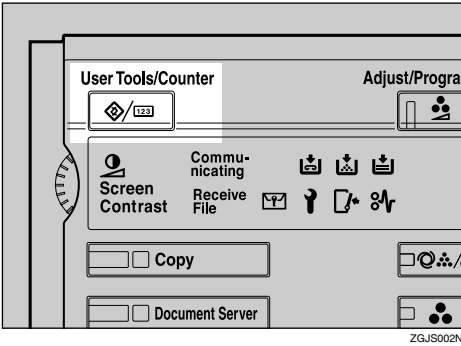 User Tools/Counter
Adjust/Progra
123
Commu-
nicating
Screen
Contrast
Receive
File
Copy
Document Server
ZGJS002N